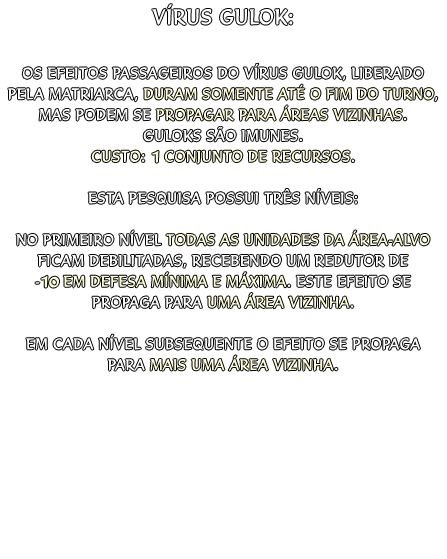 VÍRUS GULOK:
OS EFEITOS PASSAGEIROS DO VÍRUS GULOK, LIBERADO
PELA MATRIARCA, DURAM SOMENTE ATÉ O FIM DO TURNO,
MAS PODEM SE PROPAGAR PARA ÁREAS VIZINHAS.
GULOKS SÃO IMUNES.
CUSTO: 1 CONJUNTO DE RECURSOS.
ESTA PESQUISA POSSUI TRÊS NÍVEIS:
NO PRIMEIRO NÍVEL TODAS AS UNIDADES DA ÁREA-ALVO
FICAM DEBILITADAS, RECEBENDO UM REDUTOR DE
-10 EM DEFESA MÍNIMA E MÁXIMA. ESTE EFEITO SE
PROPAGA PARA UMA ÁREA VIZINHA.
EM CADA NÍVEL SUBSEQUENTE O EFEITO SE PROPAGA
PARA MAIS UMA ÁREA VIZINHA.